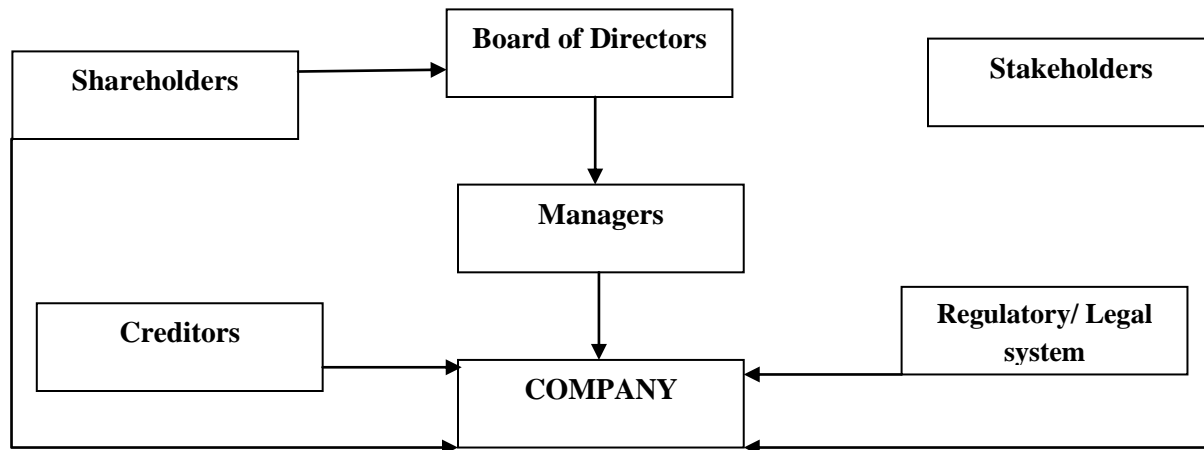 Board of Directors
Shareholders
Stakeholders
Managers
Creditors
Regulatory/ Legal
system
COMPANY